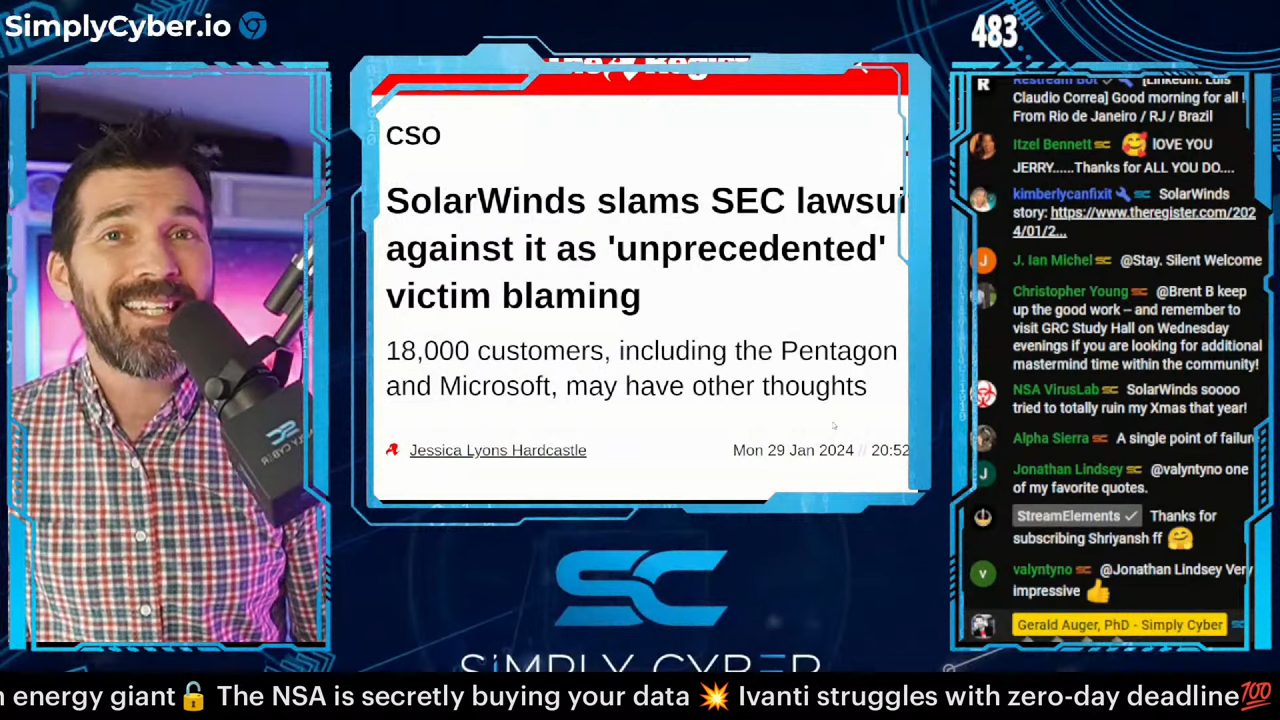 SimplyCyber.io
483
CSO
SolarWinds slams SEC lawsui
against it as 'unprecedented'
victim blaming
18,000 customers, including the Pentagon
and Microsoft, may have other thoughts
Jessica Lyons Hardcastle
Mon 29 Jan 2024 // 20:52
SC
SIMPLY CYBER
Restream Bot [LinkedIn: Luis
Claudio Correa] Good morning for all !
From Rio de Janeiro / RJ / Brazil
Itzel Bennett 🥰 lOVE YOU
JERRY......Thanks for ALL YOU DO....
kimberlycanfixit SolarWinds
story: https://www.theregister.com/202
4/01/2...
J. Ian Michel @Stay. Silent Welcome
Christopher Young @Brent B keep
up the good work – and remember to
visit GRC Study Hall on Wednesday
evenings if you are looking for additional
mastermind time within the community!
NSA VirusLab SolarWinds soooo
tried to totally ruin my Xmas that year!
Alpha Sierra A single point of failure
Jonathan Lindsey @valyntyno one
of my favorite quotes.
StreamElements ✓ Thanks for
subscribing Shriyansh ff 🤗
valyntyno @Jonathan Lindsey Very
impressive 👍
Gerald Auger, PhD - Simply Cyber
n energy giant🔓 The NSA is secretly buying your data 💥 Ivanti struggles with zero-day deadline💯